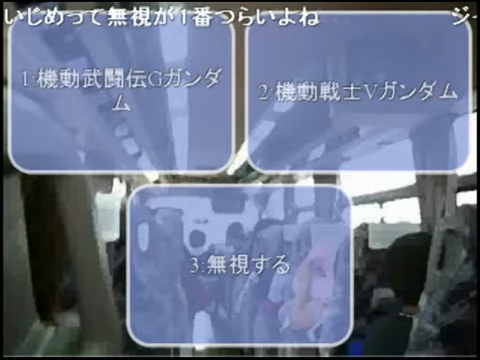 いじめって無視が1番つらいよね
ジ
1:機動武闘伝Gガンダ
ム
2:機動戦士Vガンダム
3:無視する